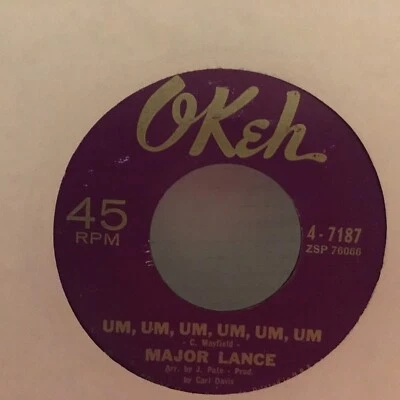 OKeh
45
RPM
4-7187
ZSP 76066
UM, UM, UM, UM, UM, UM
- C. Mayfield -
MAJOR LANCE
Arr. by J. Pate - Prod
by Carl Davis